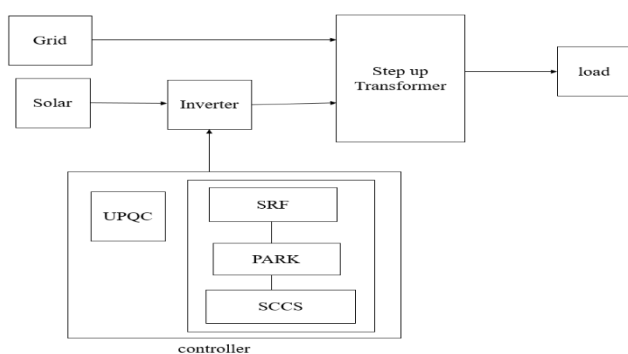 Grid
Step up
Transformer
load
Solar
Inverter
UPQC
SRF
PARK
SCCS
controller